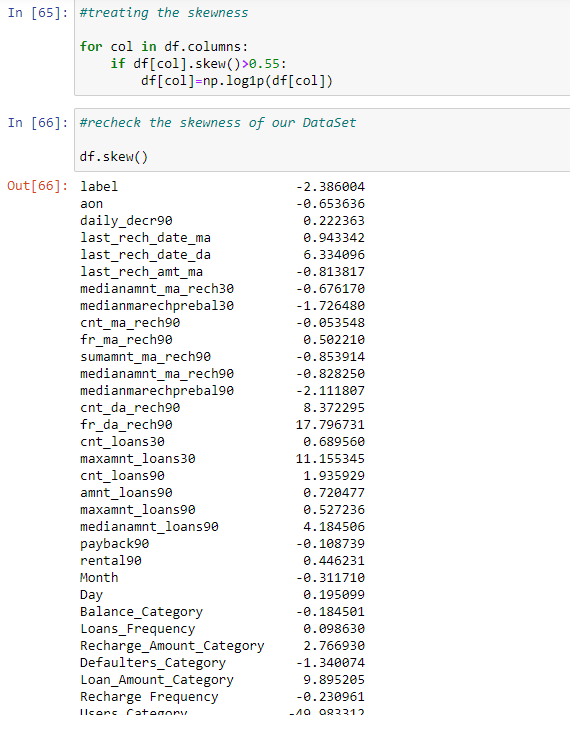 In [65]: #treating the skewness
for col in df.columns:
if df[col].skew()>0.55:
df[col]=np.log1p(df[col])
In [66]: #recheck the skewness of our DataSet
df.skew()
Out[66]: label -2.386004
aon -0.653636
daily_decr90 0.222363
last_rech_date_ma 0.943342
last_rech_date_da 6.334096
last_rech_amt_ma -0.813817
medianamnt_ma_rech30 -0.676170
medianmarechprebal30 -1.726480
cnt_ma_rech90 -0.053548
fr_ma_rech90 0.502210
sumamnt_ma_rech90 -0.853914
medianamnt_ma_rech90 -0.828250
medianmarechprebal90 -2.111807
cnt_da_rech90 8.372295
fr_da_rech90 17.796731
cnt_loans30 0.689560
maxamnt_loans30 11.155345
cnt_loans90 1.935929
amnt_loans90 0.720477
maxamnt_loans90 0.527236
medianamnt_loans90 4.184506
payback90 -0.108739
rental90 0.446231
Month -0.311710
Day 0.195099
Balance_Category -0.184501
Loans_Frequency 0.098630
Recharge_Amount_Category 2.766930
Defaulters_Category -1.340074
Loan_Amount_Category 9.895205
Recharge Frequency -0.230961
Users Category -49.983312